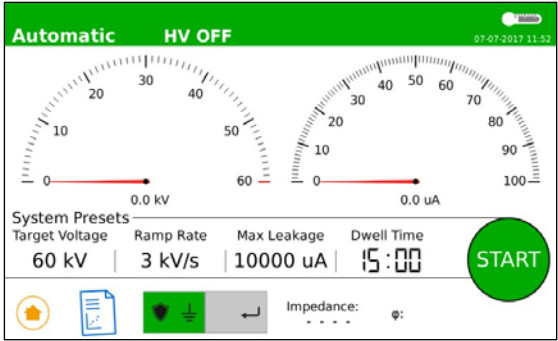 Automatic HV OFF
07-07-2017 11:52
0 10 20 30 40 50 60
0 10 20 30 40 50 60 70 80 90 100
0.0 kV 0.0 uA
System Presets
Target Voltage Ramp Rate Max Leakage Dwell Time
60 kV 3 kV/s 10000 uA 15:00
START
Impedance: φ:
- - - -